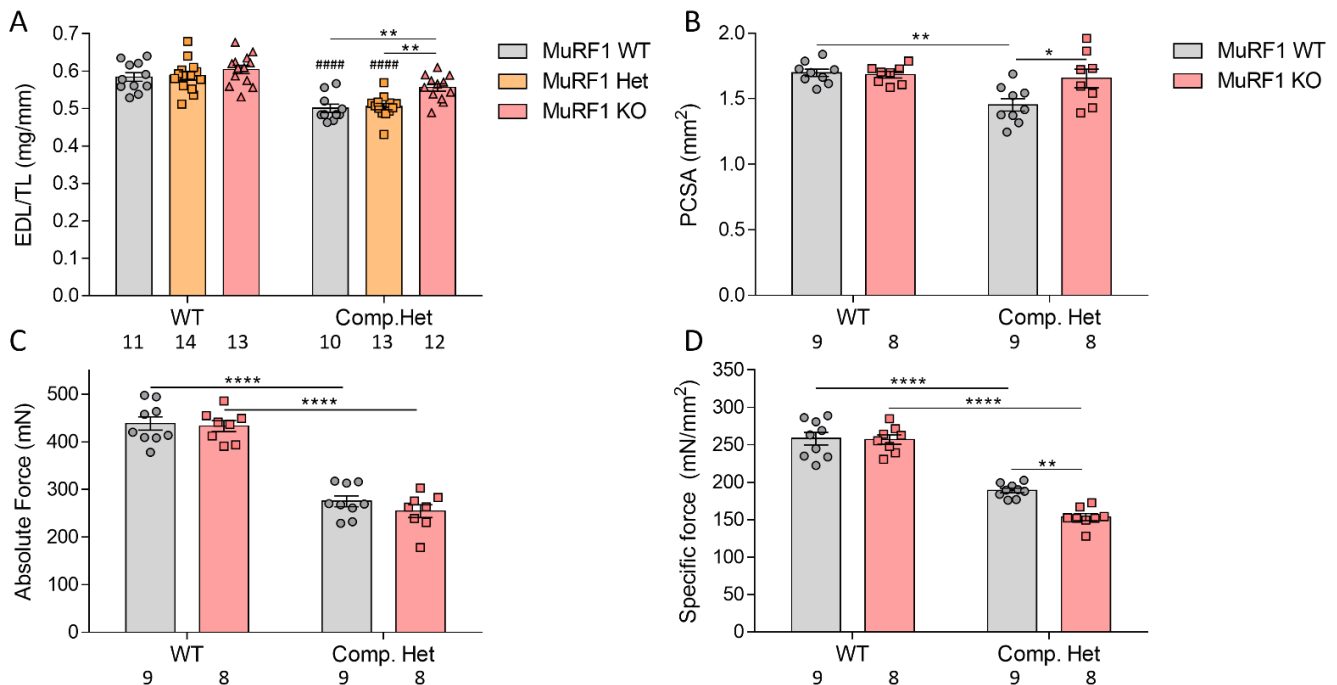 A
EDL/TL (mg/mm)
0.7
0.6
0.5
0.4
0.3
0.2
0.1
0.0
####
####
**
**
WT
Comp.Het
11 14 13 10 13 12
MuRF1 WT
MuRF1 Het
MuRF1 KO
B
PCSA (mm²)
2.0
1.5
1.0
0.5
0.0
**
*
WT
Comp. Het
9 8 9 8
MuRF1 WT
MuRF1 KO
C
Absolute Force (mN)
500
400
300
200
100
0
****
****
WT
Comp. Het
9 8 9 8
D
Specific force (mN/mm²)
350
300
250
200
150
100
50
0
****
****
**
WT
Comp. Het
9 8 9 8